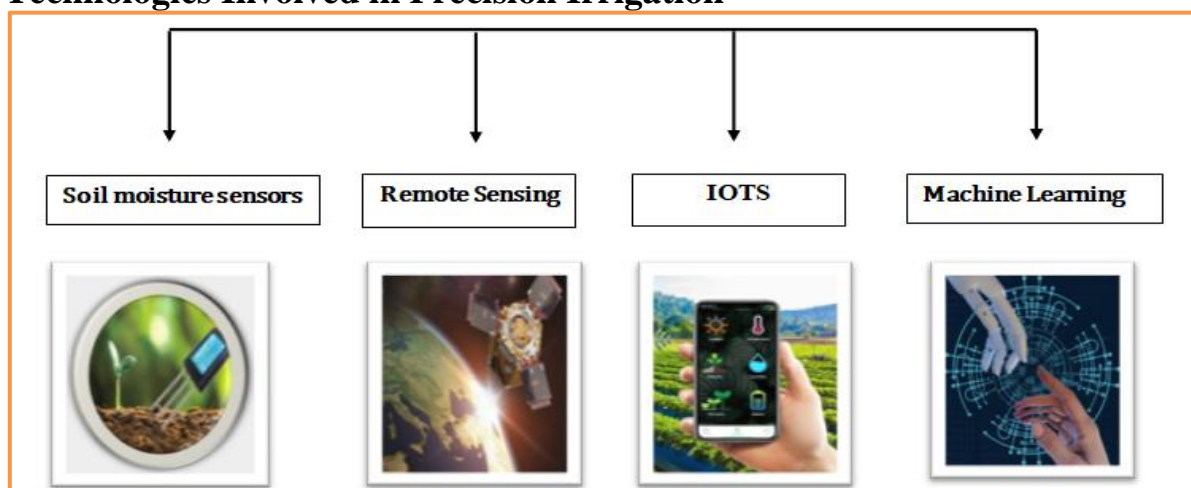 Technologies Involved in Precision Irrigation
Soil moisture sensors
Remote Sensing
IOTS
Machine Learning